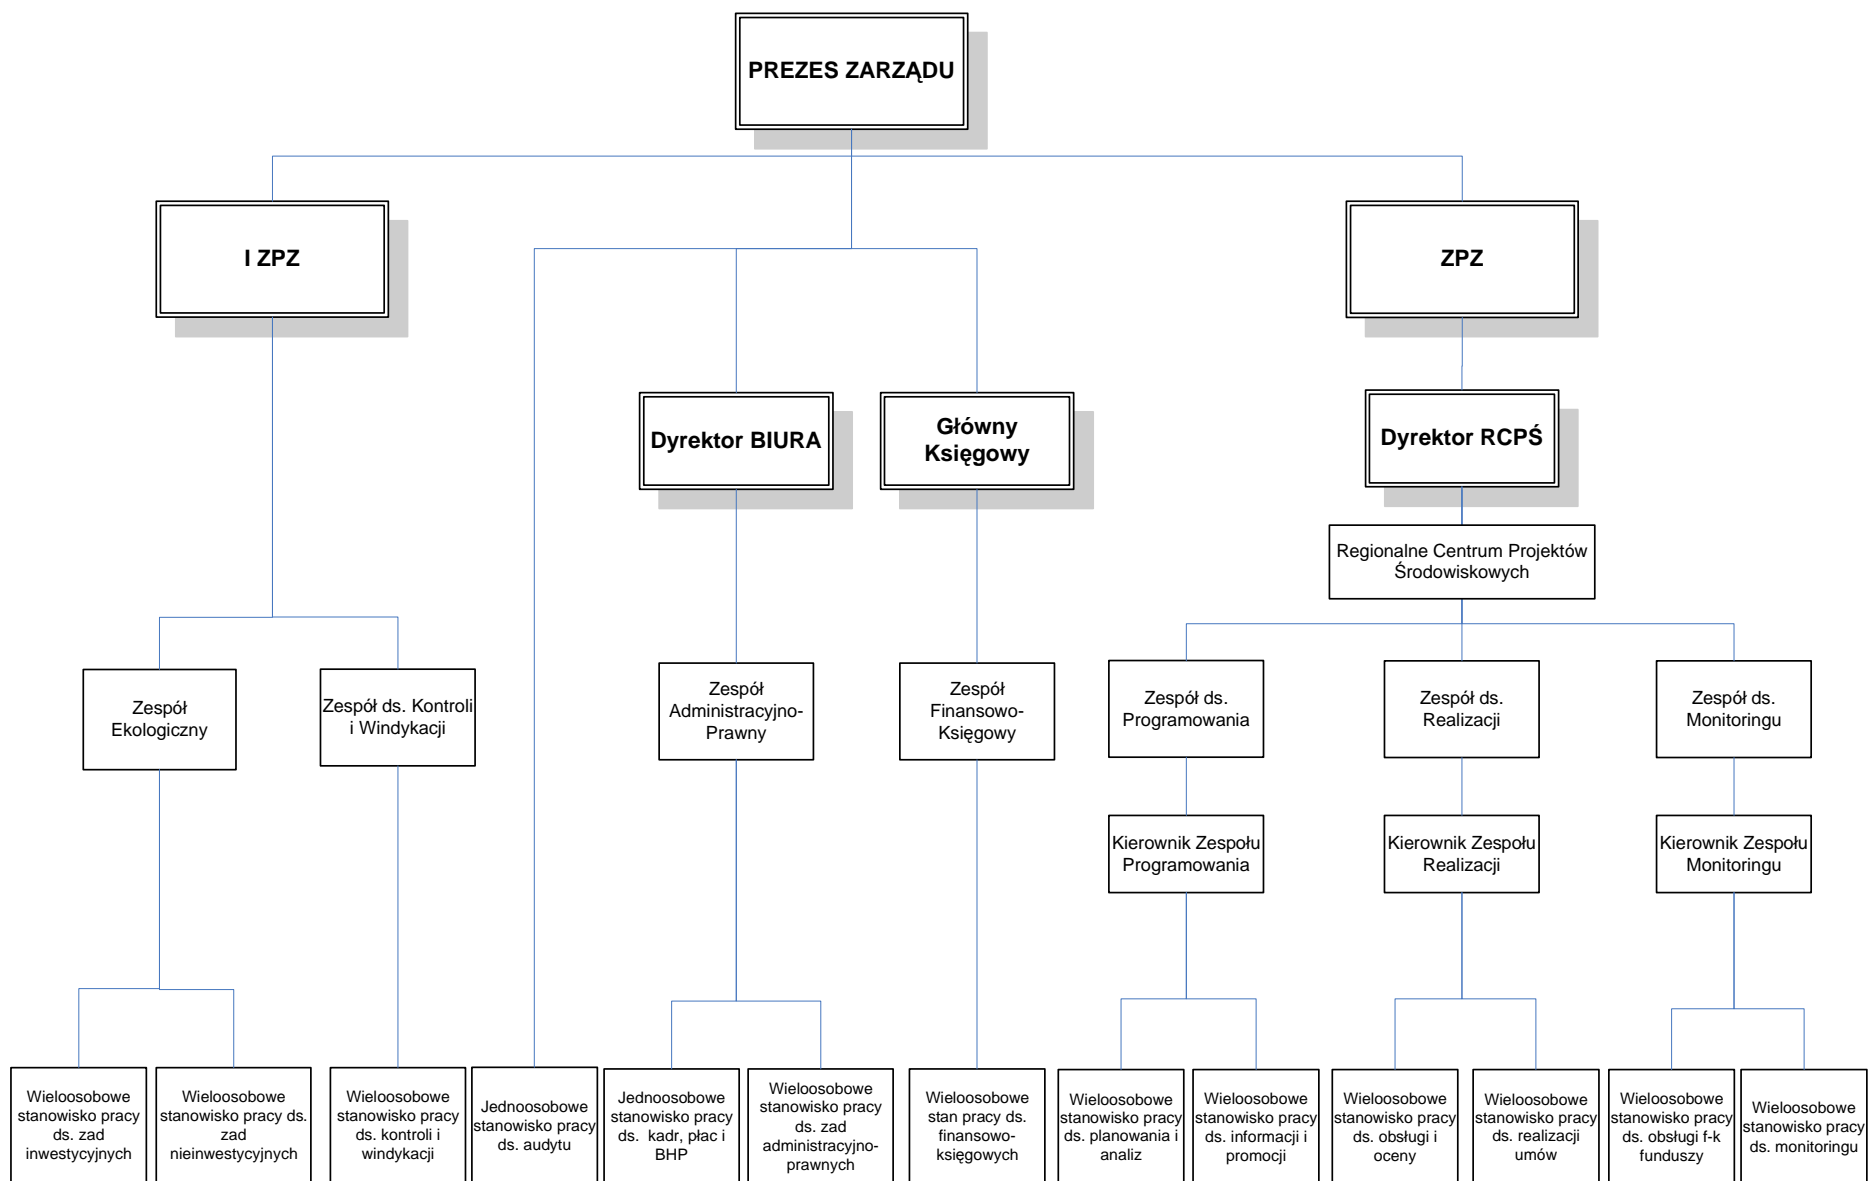 PREZES ZARZĄDU
I ZPZ
ZPZ
Dyrektor BIURA
Główny
Księgowy
Dyrektor RCPŚ
Regionalne Centrum Projektów
Środowiskowych
Zespół
Ekologiczny
Zespół ds. Kontroli
i Windykacji
Zespół
Administracyjno-
Prawny
Zespół
Finansowo-
Księgowy
Zespół ds.
Programowania
Zespół ds.
Realizacji
Zespół ds.
Monitoringu
Kierownik Zespołu
Programowania
Kierownik Zespołu
Realizacji
Kierownik Zespołu
Monitoringu
Wieloosobowe
stanowisko pracy
ds. zad
inwestycyjnych
Wieloosobowe
stanowisko pracy ds.
zad
nieinwestycyjnych
Wieloosobowe
stanowisko pracy
ds. kontroli i
windykacji
Jednoosobowe
stanowisko pracy
ds. audytu
Jednoosobowe
stanowisko pracy
ds. kadr, płac i
BHP
Wieloosobowe
stanowisko pracy
ds. zad
administracyjno-
prawnych
Wieloosobowe
stan pracy ds.
finansowo-
księgowych
Wieloosobowe
stanowisko pracy
ds. planowania i
analiz
Wieloosobowe
stanowisko pracy
ds. informacji i
promocji
Wieloosobowe
stanowisko pracy
ds. obsługi i
oceny
Wieloosobowe
stanowisko pracy
ds. realizacji
umów
Wieloosobowe
stanowisko pracy
ds. obsługi f-k
funduszy
Wieloosobowe
stanowisko pracy
ds. monitoringu